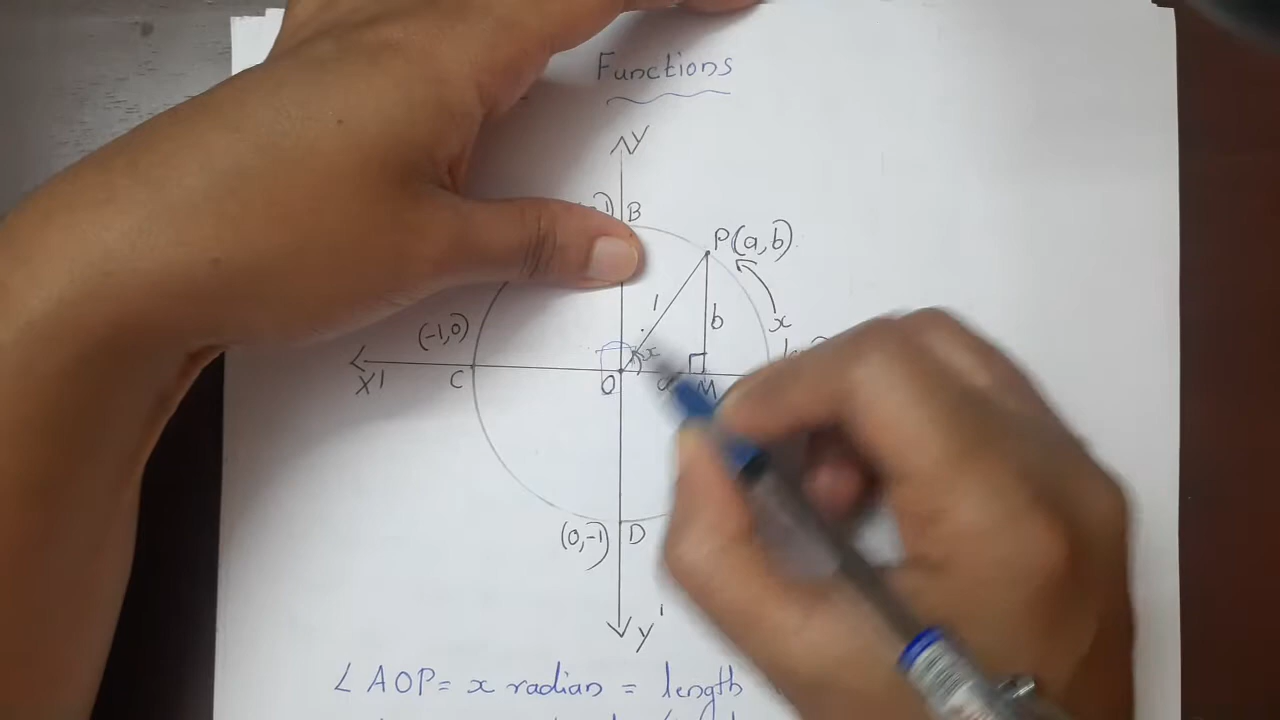 Functions
Y
B
P(a,b)
1
b
x
(-1,0)
x
X'
C
O
M
(0,-1)
D
Y'
∠AOP = x radian = length